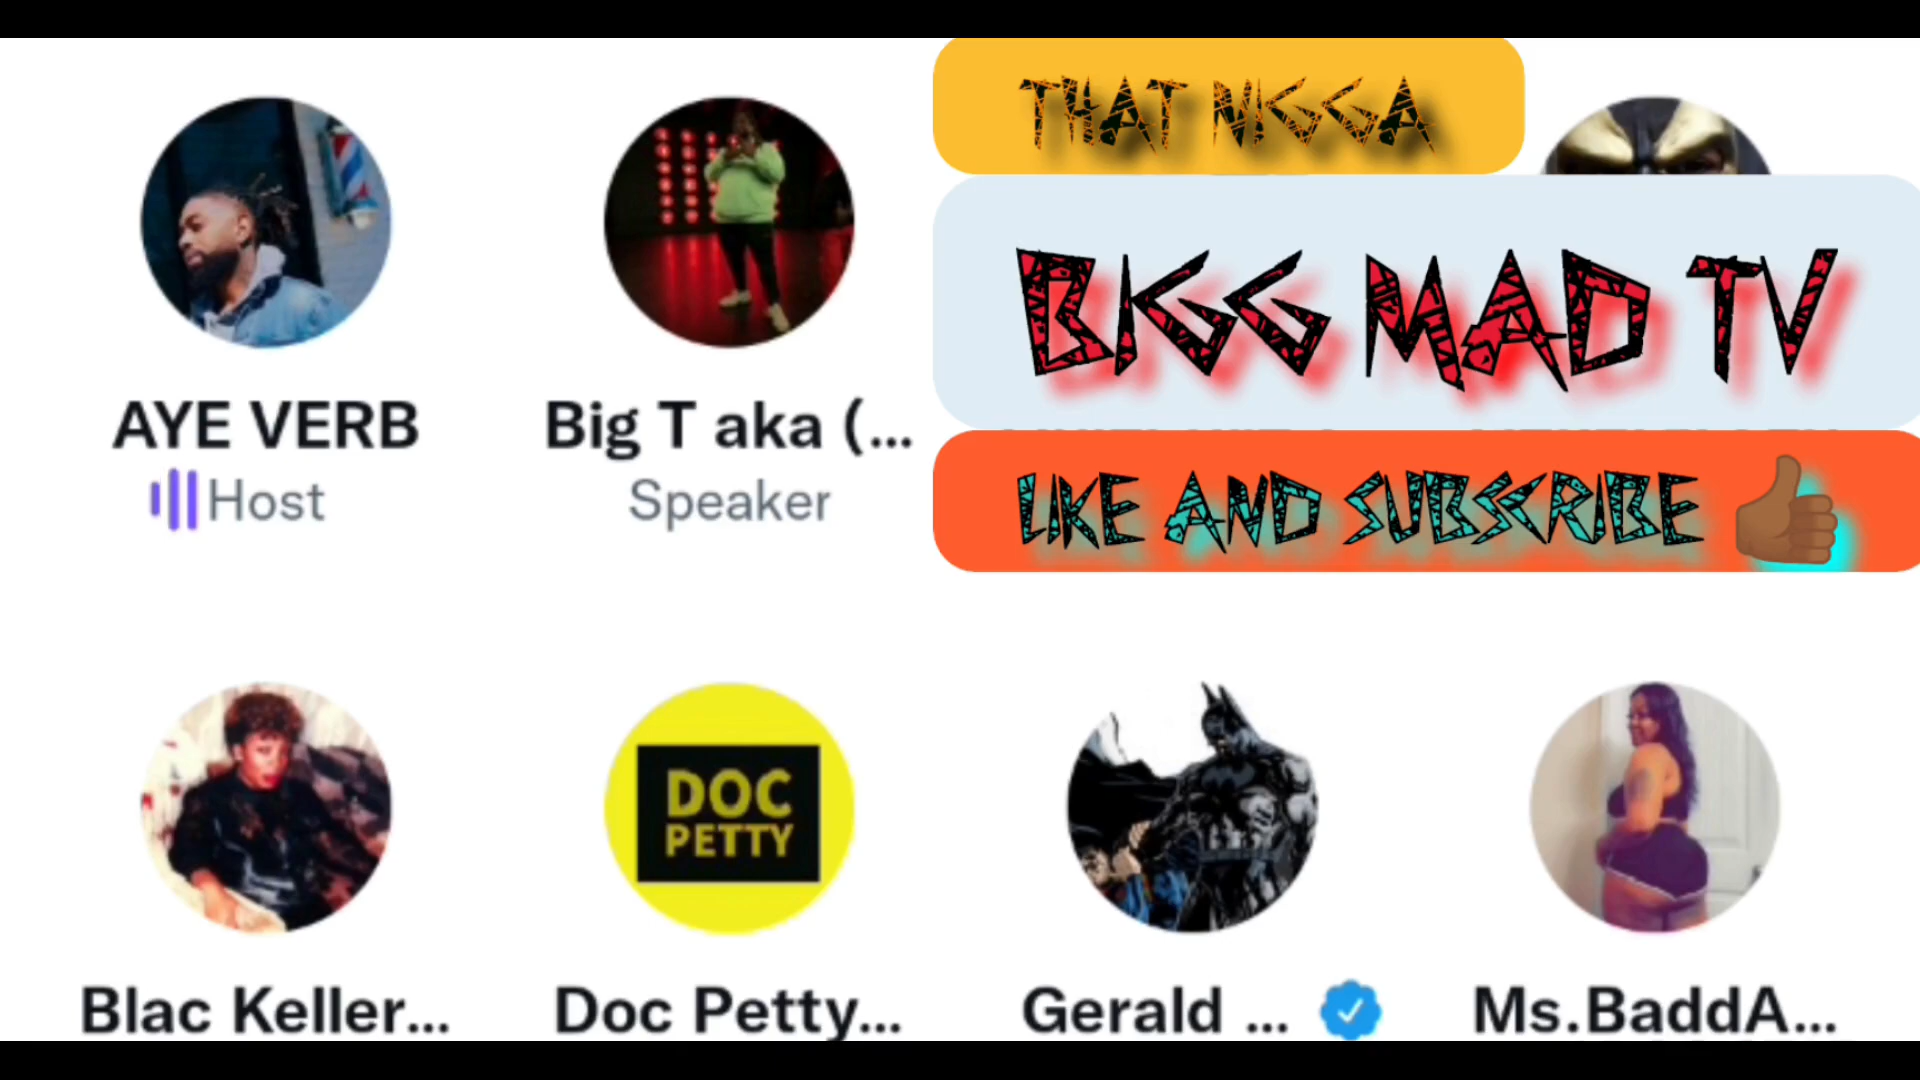 THAT NIGGA
BIGG MAD TV
LIKE AND SUBSCRIBE 👍🏾
AYE VERB
Host
Big T aka (...
Speaker
DOC
PETTY
Blac Keller...
Doc Petty...
Gerald ...
Ms.BaddA...